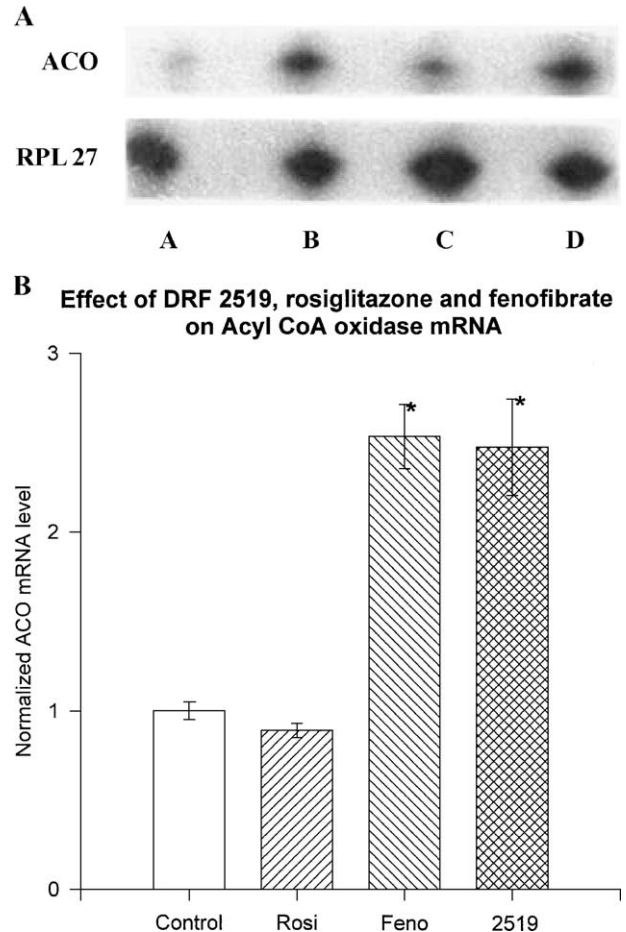 A
ACO
RPL 27
A B C D
B
Effect of DRF 2519, rosiglitazone and fenofibrate
on Acyl CoA oxidase mRNA
3
2
1
0
Normalized ACO mRNA level
* *
Control Rosi Feno 2519